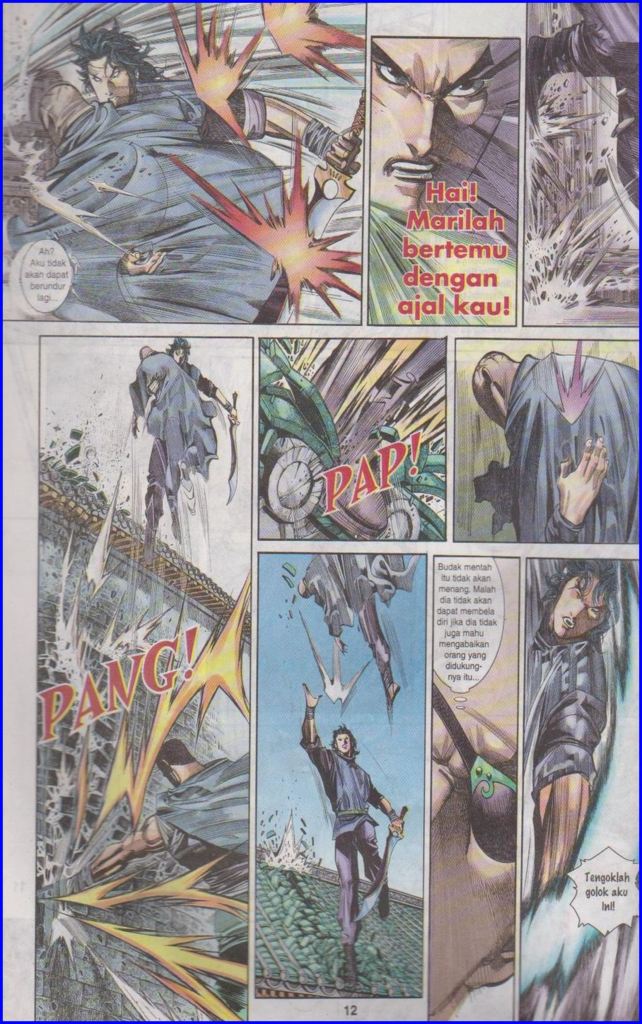 Ah?
Aku tidak
akan dapat
berundur
lagi...
Hai!
Marilah
bertemu
dengan
ajal kau!
PAP!
PANG!
Budak mentah
itu tidak akan
menang. Malah
dia tidak akan
dapat membela
diri jika dia tidak
juga mahu
mengabaikan
orang yang
didukung-
nya itu...
Tengoklah
golok aku
ini!
12